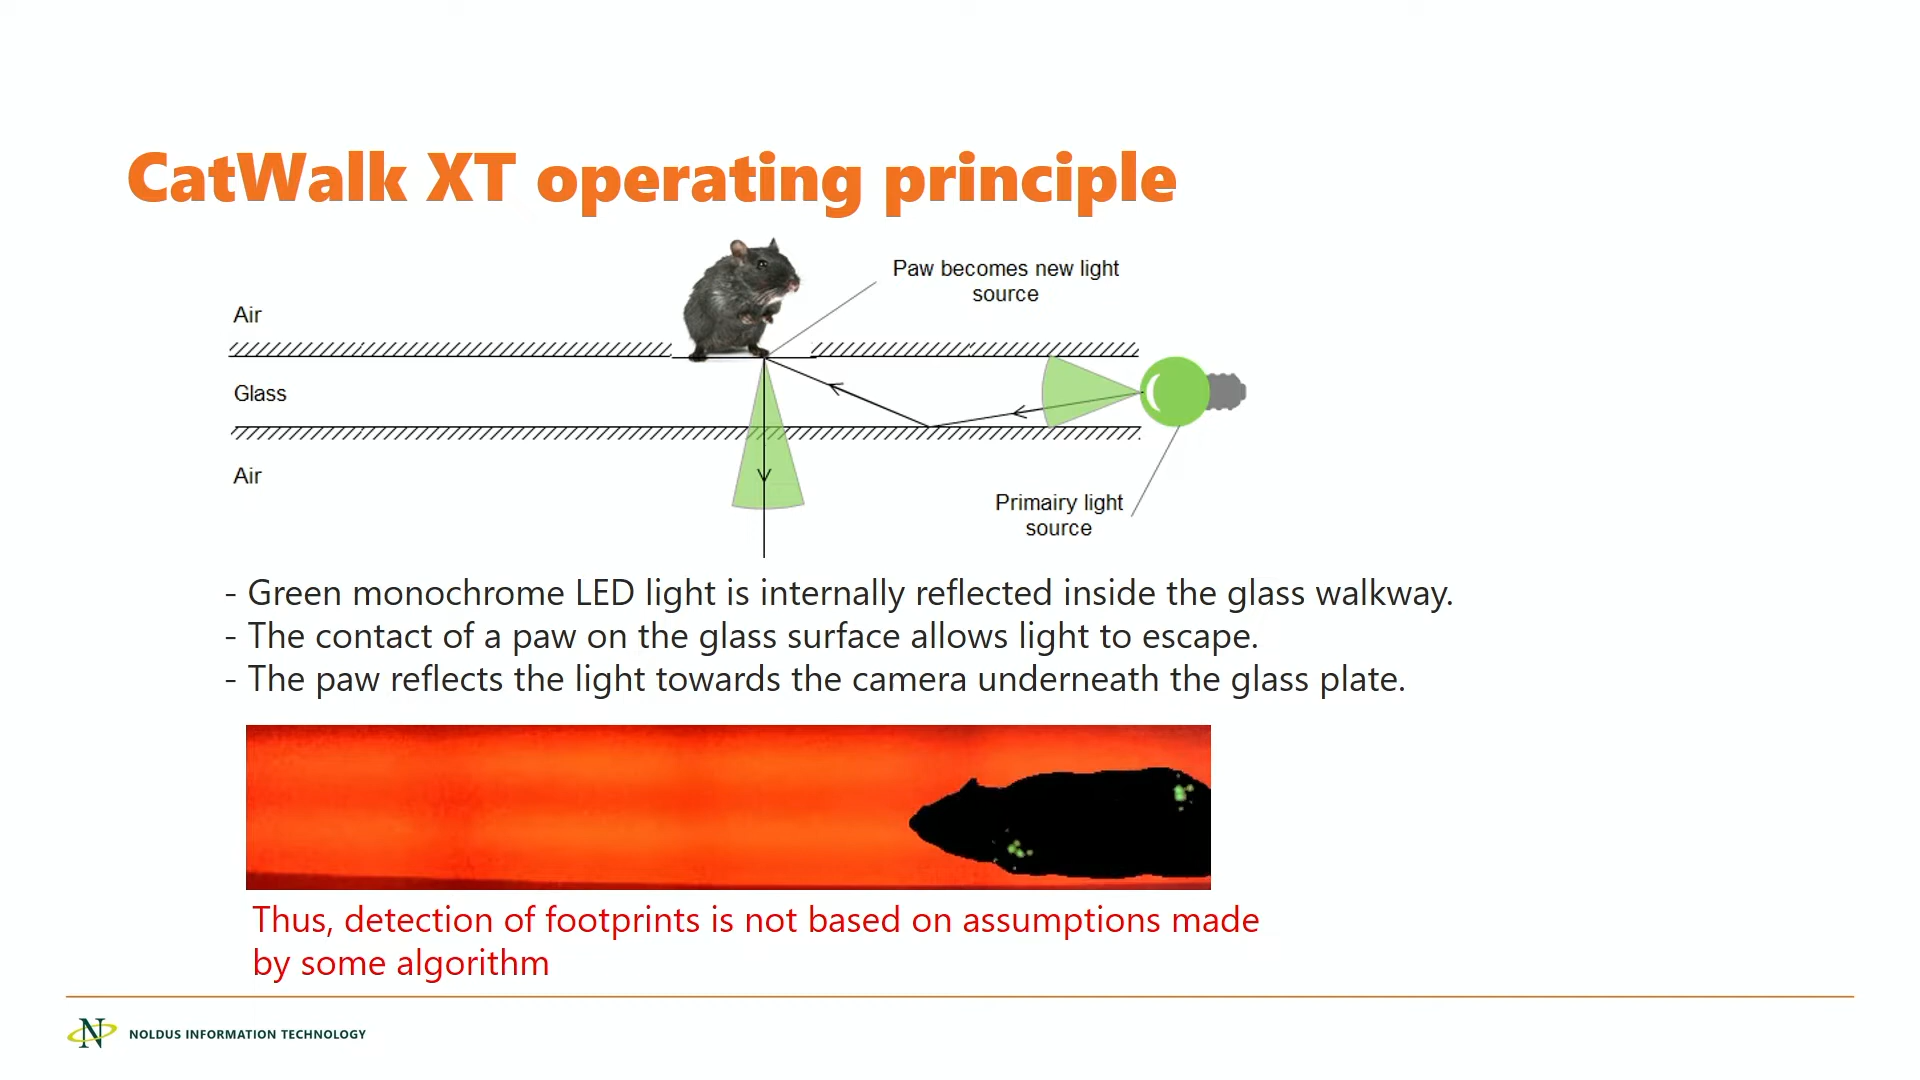 CatWalk XT operating principle
Paw becomes new light
source
Air
Glass
Air
Primairy light
source
- Green monochrome LED light is internally reflected inside the glass walkway.
- The contact of a paw on the glass surface allows light to escape.
- The paw reflects the light towards the camera underneath the glass plate.
Thus, detection of footprints is not based on assumptions made
by some algorithm
N NOLDUS INFORMATION TECHNOLOGY